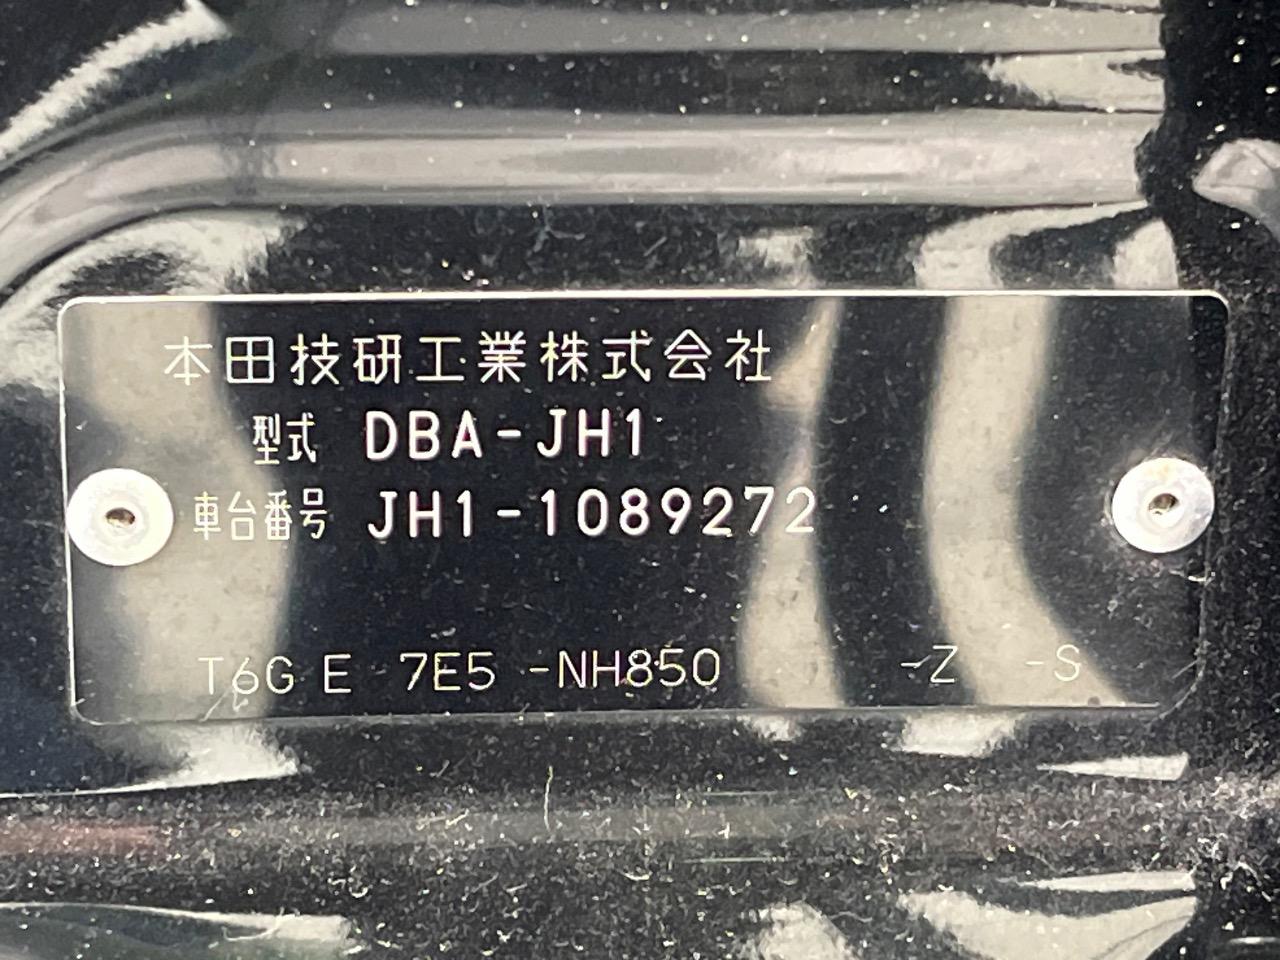 本田技研工業株式会社
型式 DBA-JH1
車台番号 JH1-1089272
T6G E 7E5 -NH850 -Z -S